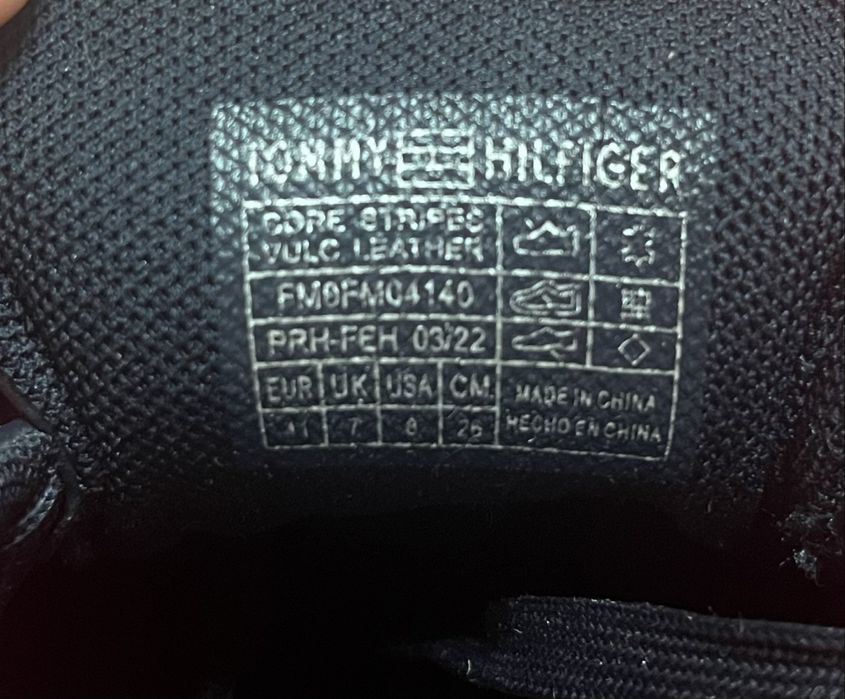 TOMMY HILFIGER
CORE STRIPES
VULC LEATHER
FM0FM04140
PRH-FEH 03/22
EUR UK USA CM
41 7 8 26
MADE IN CHINA
HECHO EN CHINA